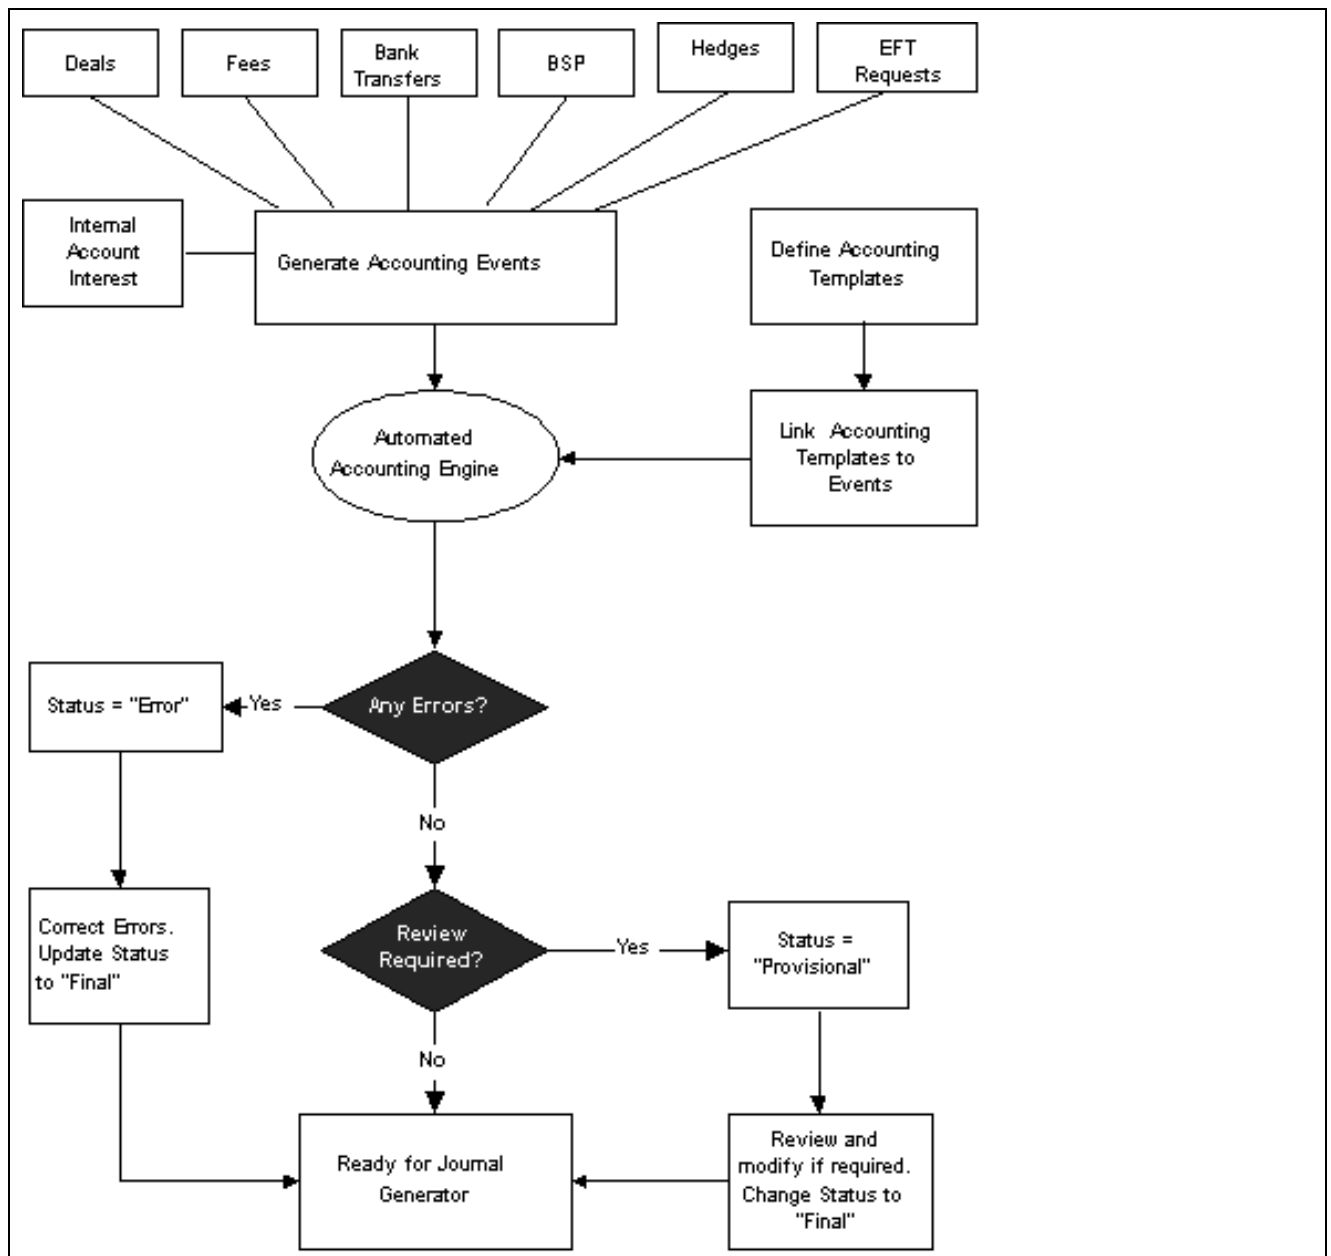 Deals
Fees
Bank
Transfers
BSP
Hedges
EFT
Requests
Internal
Account
Interest
Generate Accounting Events
Define Accounting
Templates
Automated
Accounting Engine
Link Accounting
Templates to
Events
Status = "Error"
Yes
Any Errors?
No
Correct Errors.
Update Status
to "Final"
Review
Required?
Yes
Status =
"Provisional"
No
Ready for Journal
Generator
Review and
modify if required.
Change Status to
"Final"